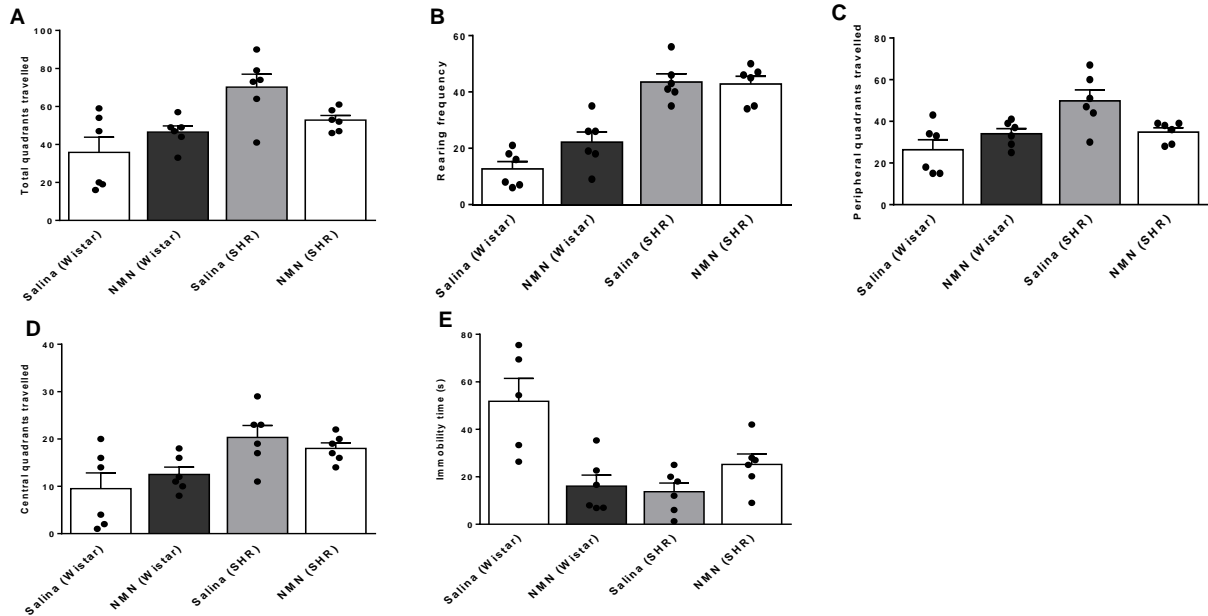 A
Total quadrants travelled
100
80
60
40
20
0
Salina (Wistar)
NMN (Wistar)
Salina (SHR)
NMN (SHR)
B
Rearing frequency
60
40
20
0
Salina (Wistar)
NMN (Wistar)
Salina (SHR)
NMN (SHR)
C
Peripheral quadrants travelled
80
60
40
20
0
Salina (Wistar)
NMN (Wistar)
Salina (SHR)
NMN (SHR)
D
Central quadrants travelled
40
30
20
10
0
Salina (Wistar)
NMN (Wistar)
Salina (SHR)
NMN (SHR)
E
Immobility time (s)
80
60
40
20
0
Salina (Wistar)
NMN (Wistar)
Salina (SHR)
NMN (SHR)